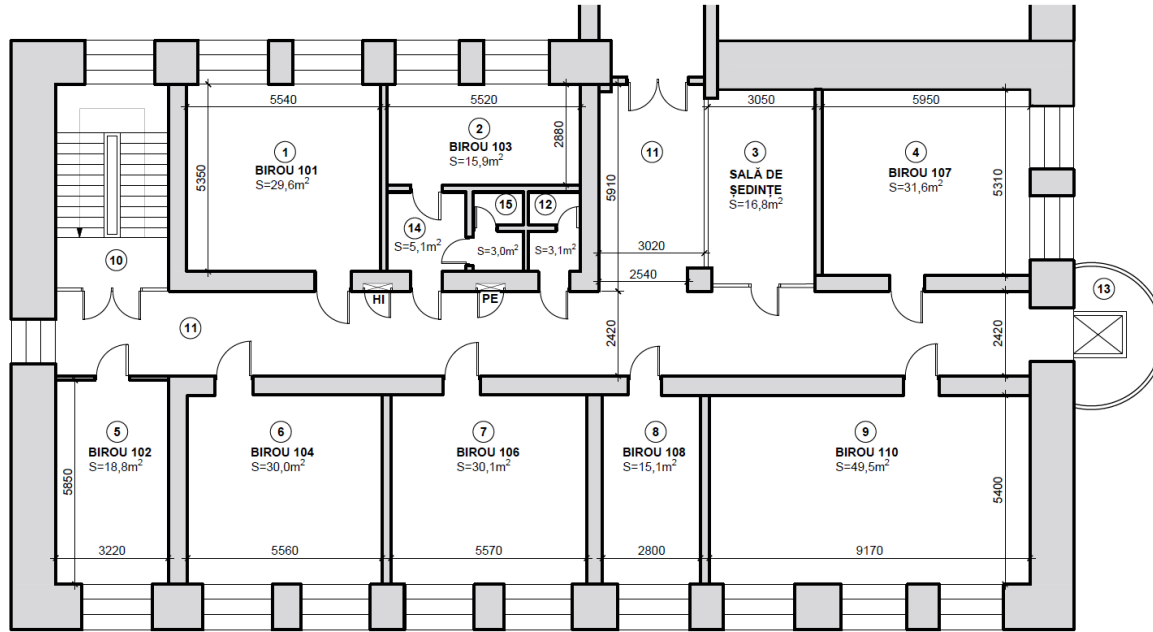 5540
5520
3050
5950
1
BIROU 101
S=29,6m²
5350
2
BIROU 103
S=15,9m²
2880
11
5910
3
SALĂ DE
ȘEDINȚE
S=16,8m²
4
BIROU 107
S=31,6m²
5310
14
S=5,1m²
15
S=3,0m²
12
S=3,1m²
3020
2540
10
HI
PE
13
11
2420
2420
5
BIROU 102
S=18,8m²
5850
3220
6
BIROU 104
S=30,0m²
5560
7
BIROU 106
S=30,1m²
5570
8
BIROU 108
S=15,1m²
2800
9
BIROU 110
S=49,5m²
5400
9170